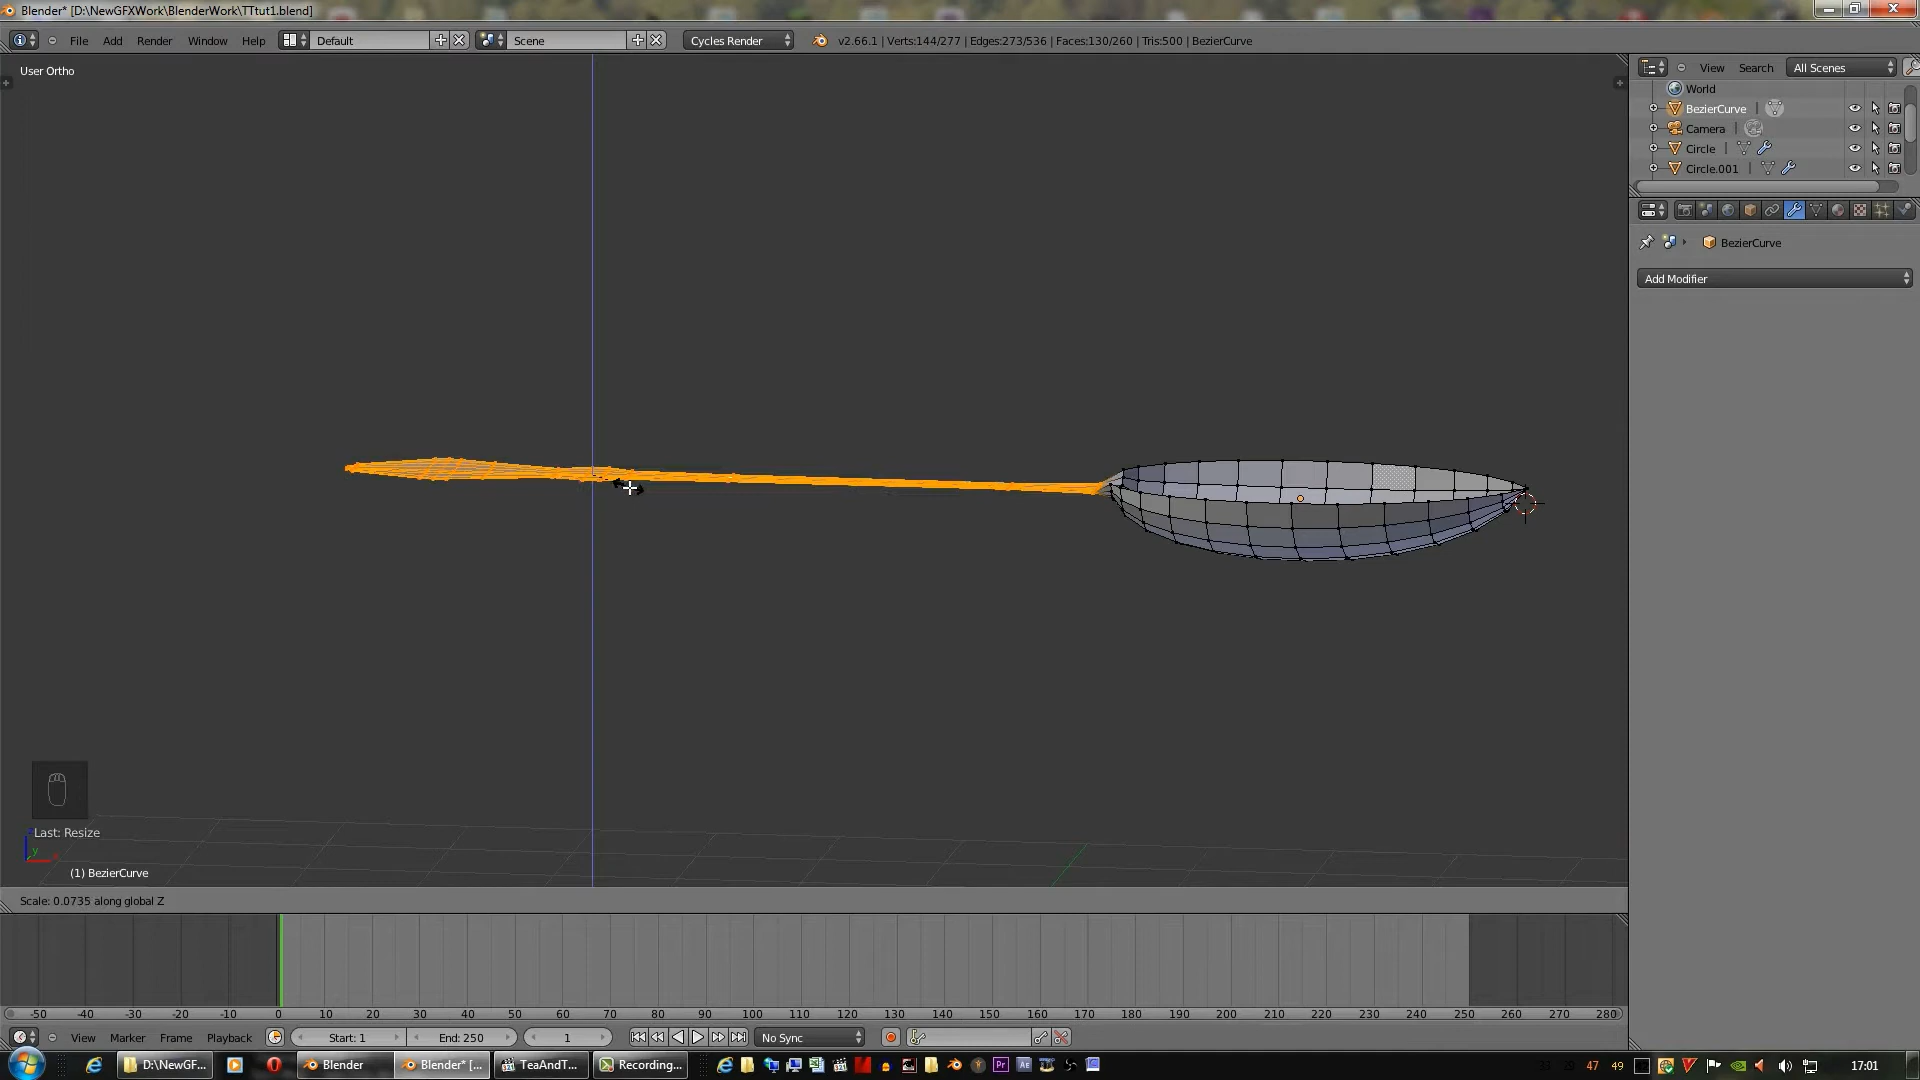 Blender* [D:\NewGFXWork\BlenderWork\TTtut1.blend]
File Add Render Window Help Default Scene Cycles Render v2.66.1 | Verts:144/277 | Edges:273/536 | Faces:130/260 | Tris:500 | BezierCurve
User Ortho
View Search All Scenes
World
BezierCurve
Camera
Circle
Circle.001
BezierCurve
Add Modifier
Last: Resize
y
(1) BezierCurve
Scale: 0.0735 along global Z
-50 -40 -30 -20 -10 0 10 20 30 40 50 60 70 80 90 100 110 120 130 140 150 160 170 180 190 200 210 220 230 240 250 260 270 280
View Marker Frame Playback Start: 1 End: 250 1 No Sync
D:\NewGF... Blender Blender* [... TeaAndT... Recording... Pr Ae 47 49 17:01